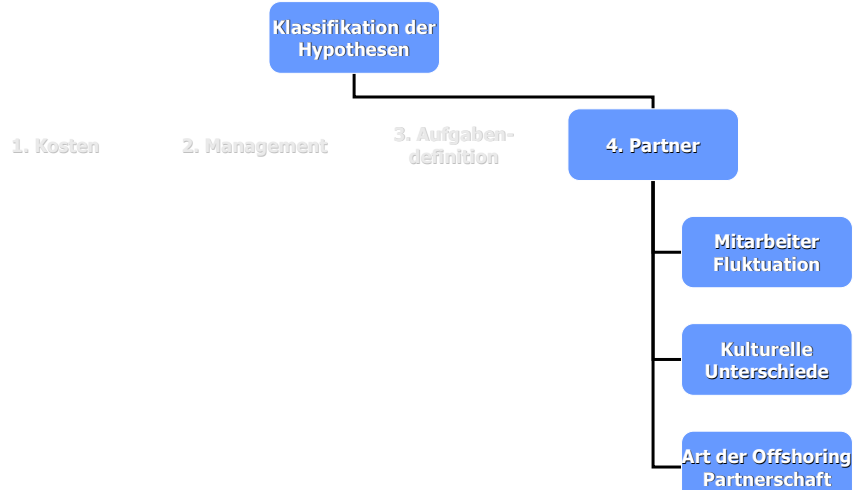 Klassifikation der
Hypothesen
1. Kosten
2. Management
3. Aufgaben-
definition
4. Partner
Mitarbeiter
Fluktuation
Kulturelle
Unterschiede
Art der Offshoring
Partnerschaft